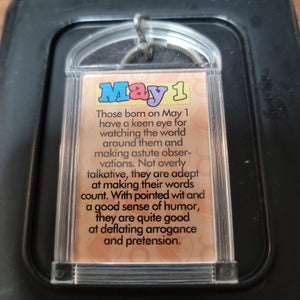 May 1
Those born on May 1
have a keen eye for
watching the world
around them and
making astute obser-
vations. Not overly
talkative, they are adept
at making their words
count. With pointed wit and
a good sense of humor,
they are quite good
at deflating arrogance
and pretension.